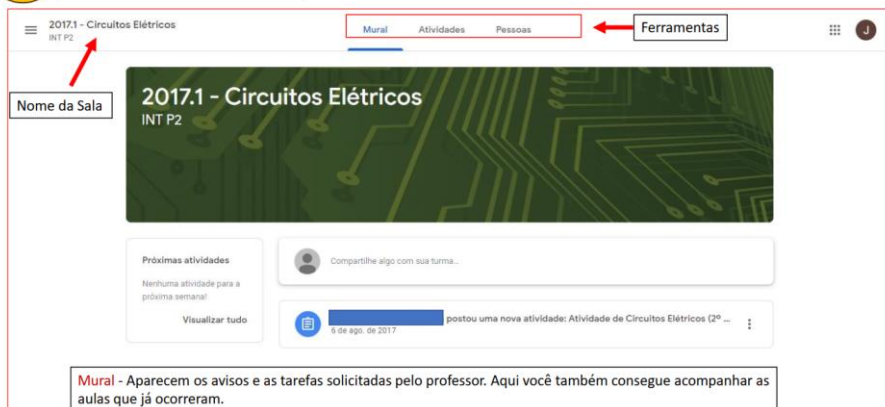 2017.1 - Circuitos Elétricos
INT P2
Mural Atividades Pessoas
Ferramentas
J
Nome da Sala
2017.1 - Circuitos Elétricos
INT P2
Próximas atividades
Nenhuma atividade para a
próxima semana!
Visualizar tudo
Compartilhe algo com sua turma...
postou uma nova atividade: Atividade de Circuitos Elétricos (2º ...
6 de ago. de 2017
Mural - Aparecem os avisos e as tarefas solicitadas pelo professor. Aqui você também consegue acompanhar as
aulas que já ocorreram.